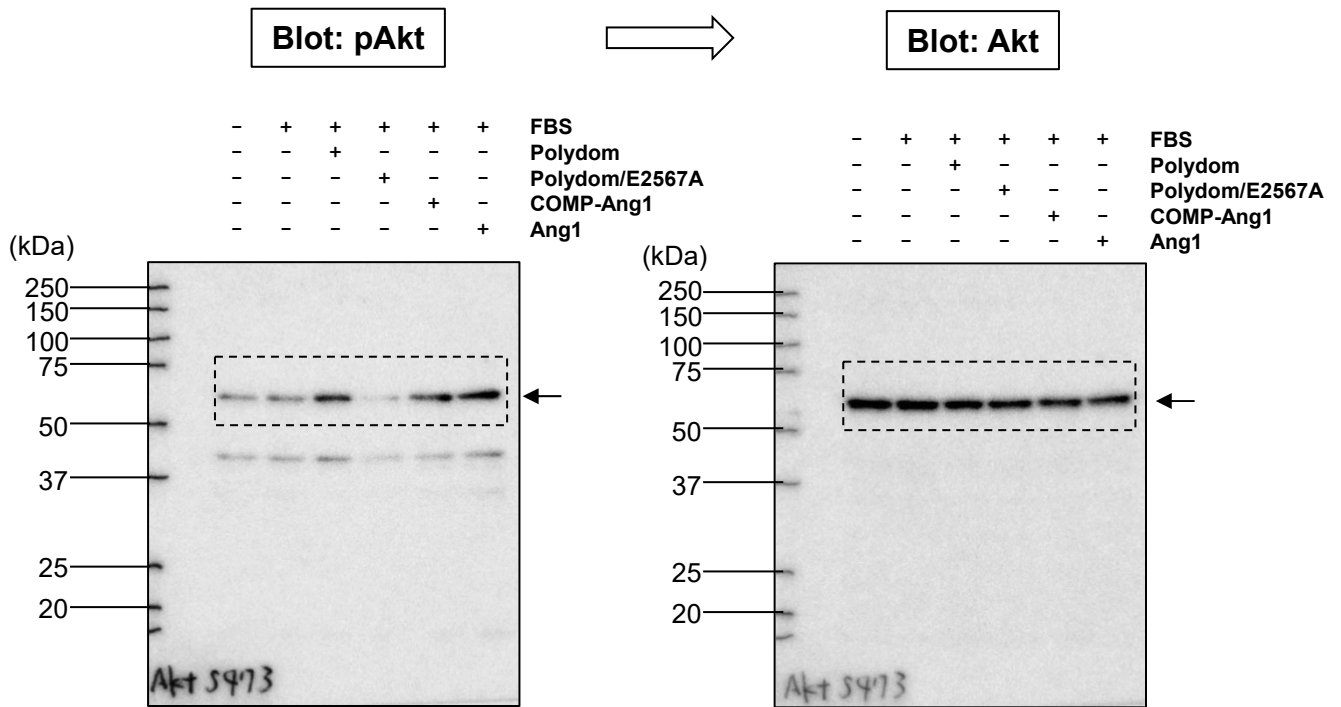 Blot: pAkt
Blot: Akt
− + + + + + FBS
− − + − − − Polydom
− − − + − − Polydom/E2567A
− − − − + − COMP-Ang1
− − − − − + Ang1
(kDa)
250
150
100
75
50
37
25
20
Akt S473
− + + + + + FBS
− − + − − − Polydom
− − − + − − Polydom/E2567A
− − − − + − COMP-Ang1
− − − − − + Ang1
(kDa)
250
150
100
75
50
37
25
20
Akt S473